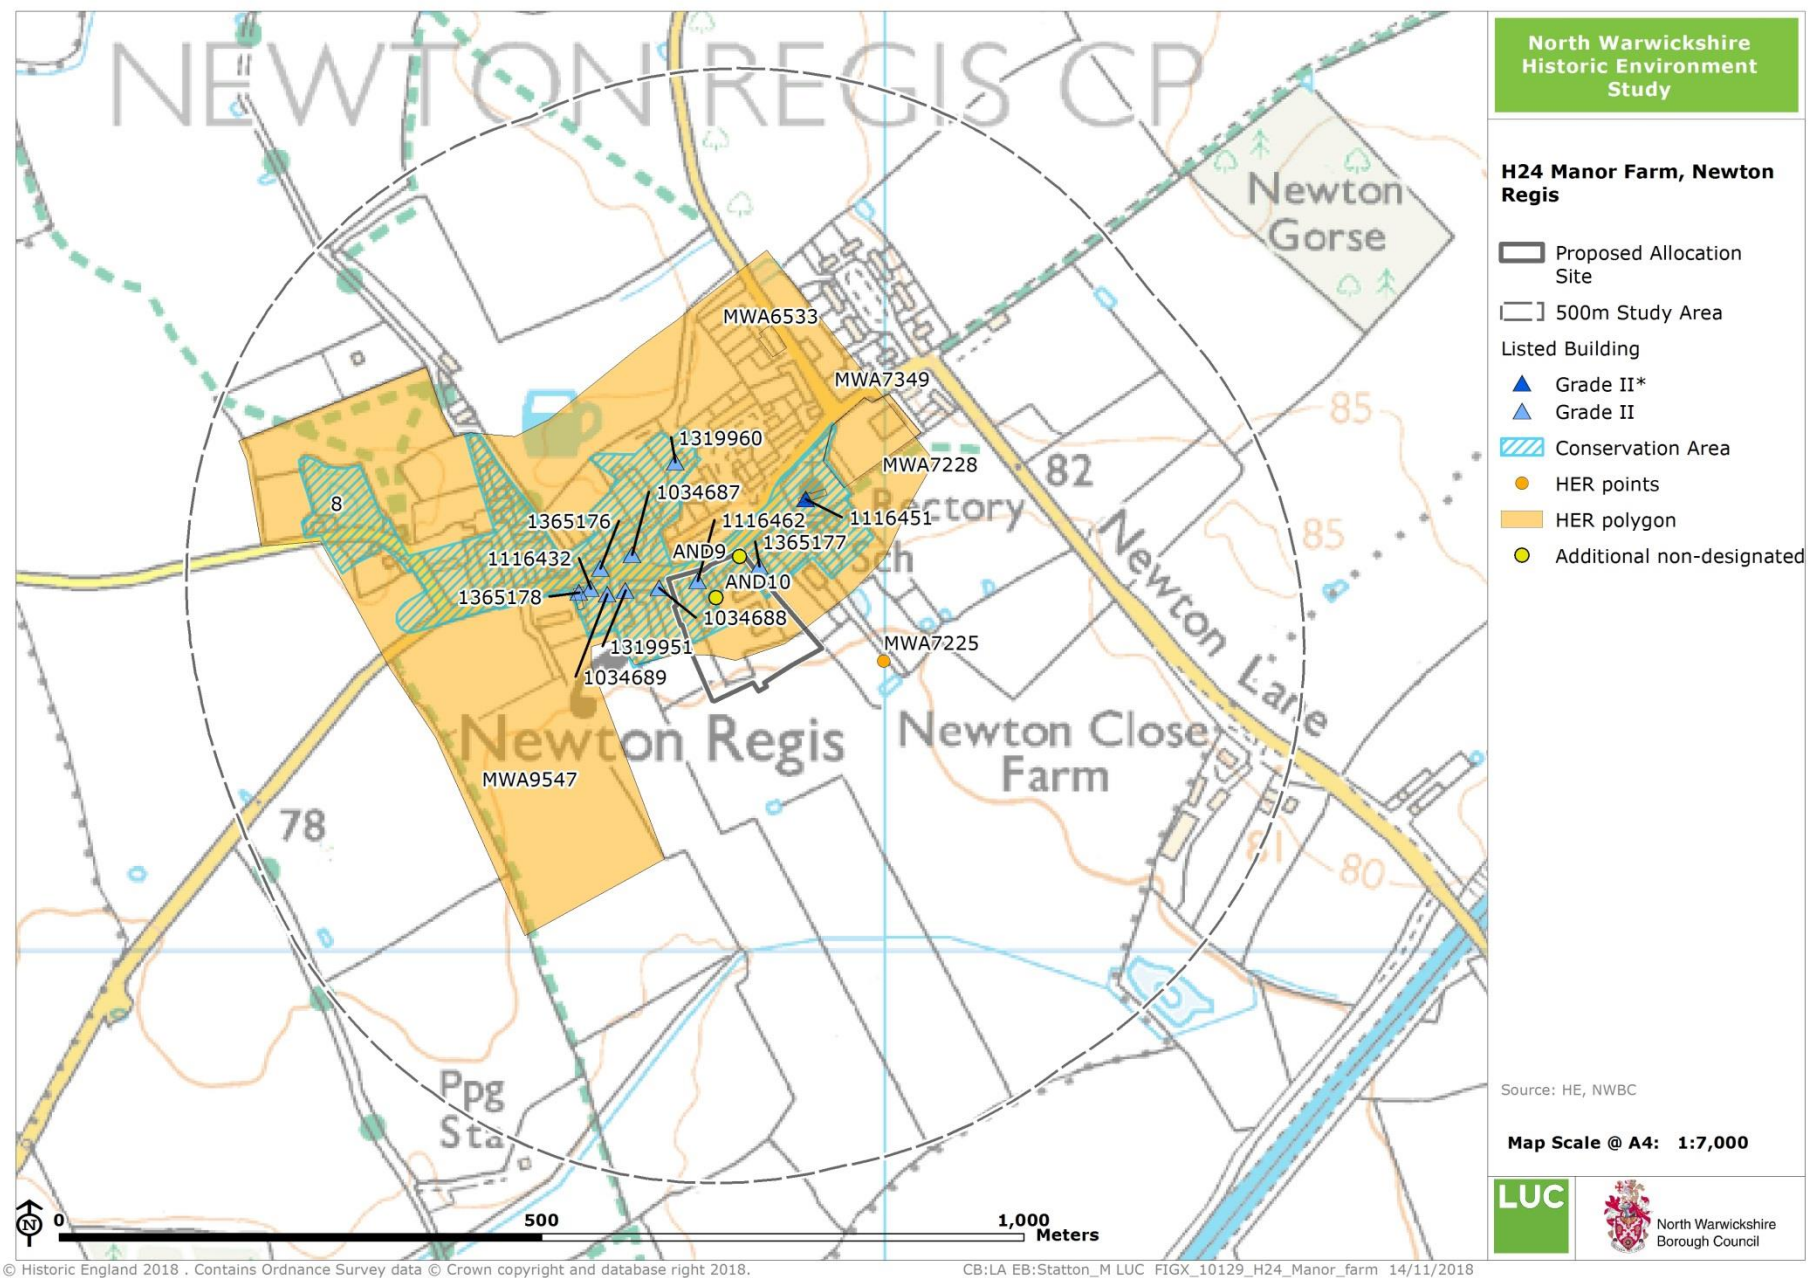 NEWTON REGIS CP
Newton
Gorse
MWA6533
MWA7349
85
1319960
MWA7228
82
8
1034687
Rectory
1365176
1116462
1116451
85
1116432
AND9
1365177
Sch
AND10
1365178
1034688
Newton Lane
1319951
MWA7225
1034689
Newton Regis
Newton Close
Farm
MWA9547
78
81
80
Ppg
Sta
N
0
500
1,000
Meters
North Warwickshire
Historic Environment
Study
H24 Manor Farm, Newton
Regis
Proposed Allocation
Site
500m Study Area
Listed Building
Grade II*
Grade II
Conservation Area
HER points
HER polygon
Additional non-designated
Source: HE, NWBC
Map Scale @ A4: 1:7,000
LUC
North Warwickshire
Borough Council
© Historic England 2018 . Contains Ordnance Survey data © Crown copyright and database right 2018.
CB:LA EB:Statton_M LUC FIGX_10129_H24_Manor_farm 14/11/2018